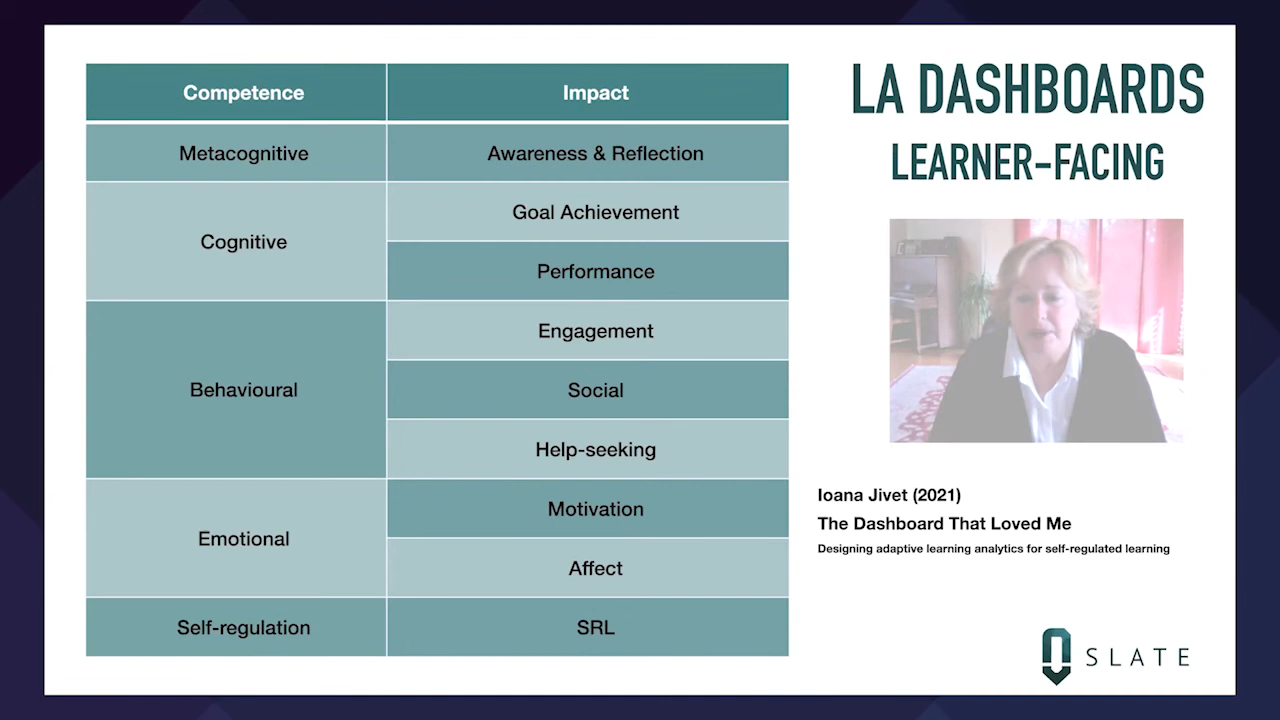 Competence
Impact
Metacognitive
Awareness & Reflection
Cognitive
Goal Achievement
Performance
Behavioural
Engagement
Social
Help-seeking
Emotional
Motivation
Affect
Self-regulation
SRL
LA DASHBOARDS
LEARNER-FACING
Ioana Jivet (2021)
The Dashboard That Loved Me
Designing adaptive learning analytics for self-regulated learning
SLATE